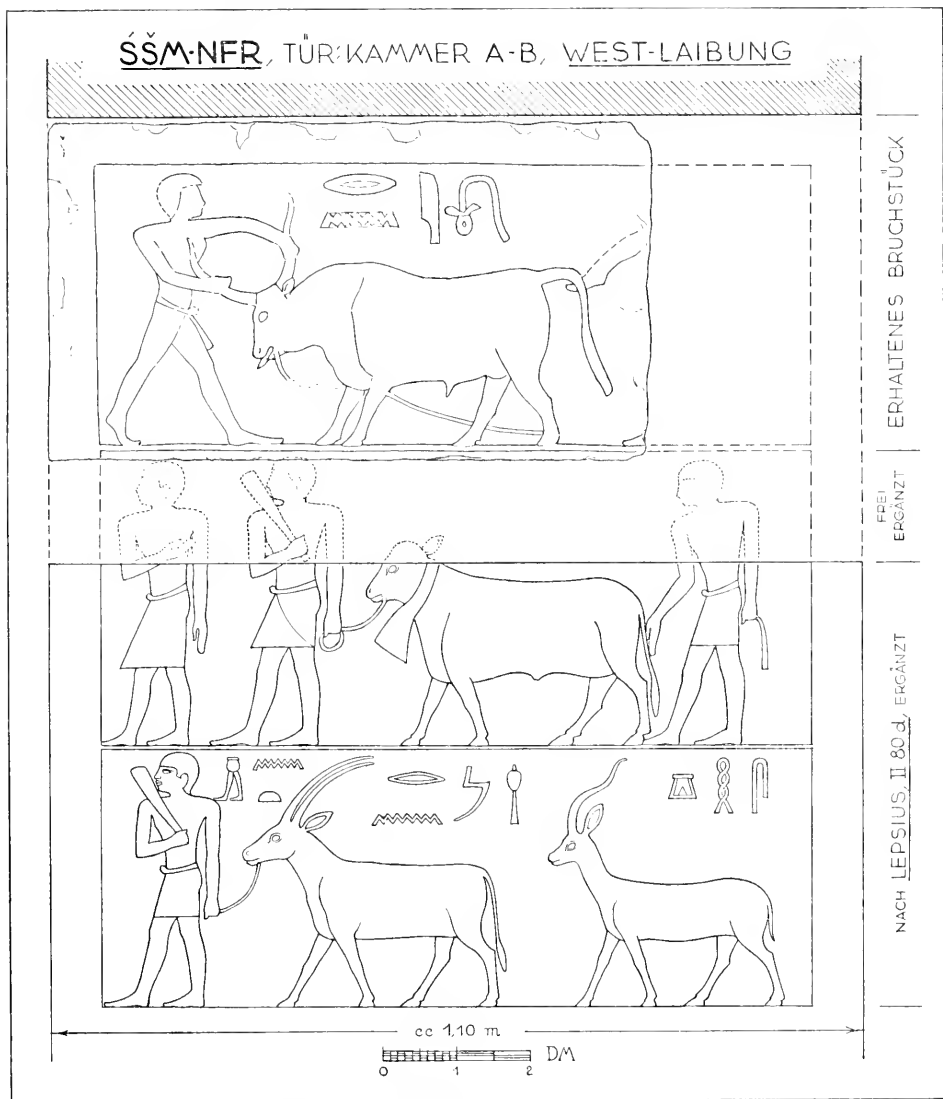 ŚŠM·NFR, TÜR:KAMMER A-B, WEST-LAIBUNG
ERHALTENES BRUCHSTÜCK
FREI
ERGÄNZT
NACH LEPSIUS, II 80 d, ERGÄNZT
cc 1,10 m
DM
0 1 2